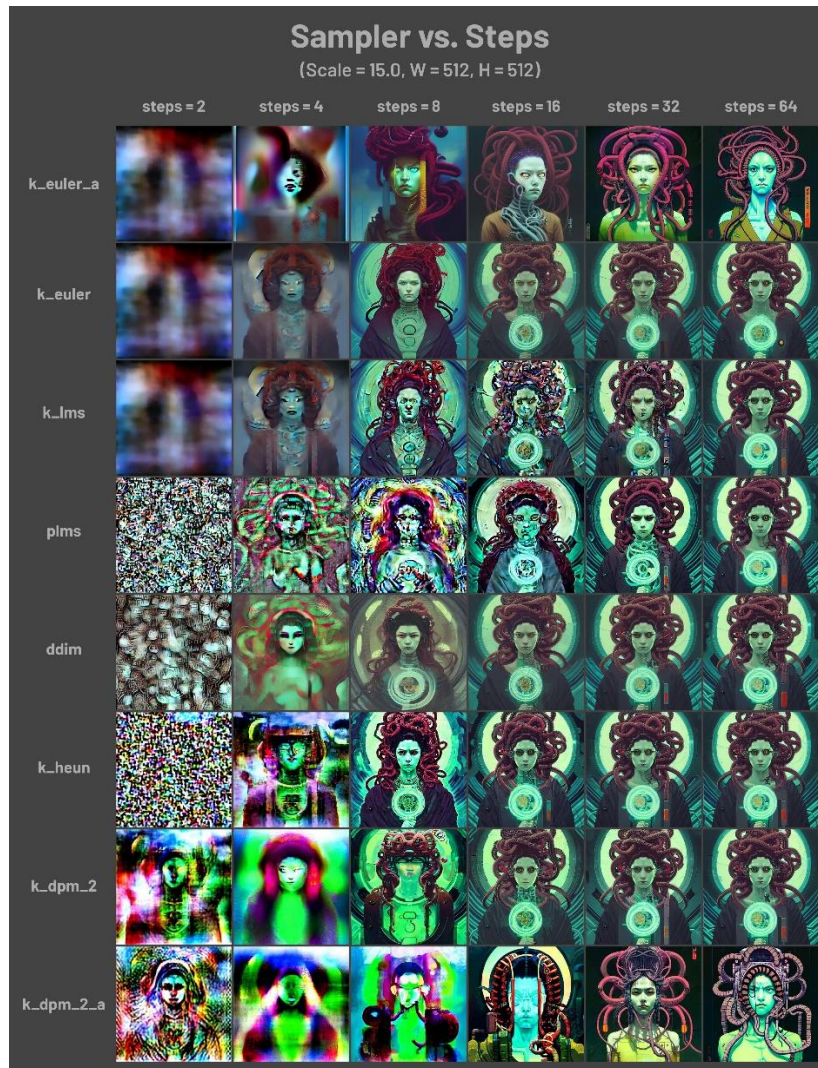 Sampler vs. Steps
(Scale = 15.0, W = 512, H = 512)
steps = 2 steps = 4 steps = 8 steps = 16 steps = 32 steps = 64
k_euler_a
k_euler
k_lms
plms
ddim
k_heun
k_dpm_2
k_dpm_2_a